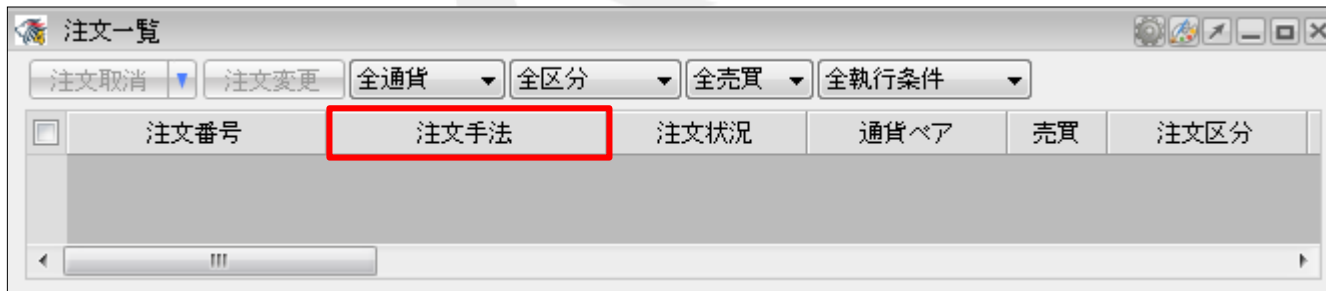 注文一覧
注文取消 注文変更 全通貨 全区分 全売買 全執行条件
注文番号 注文手法 注文状況 通貨ペア 売買 注文区分